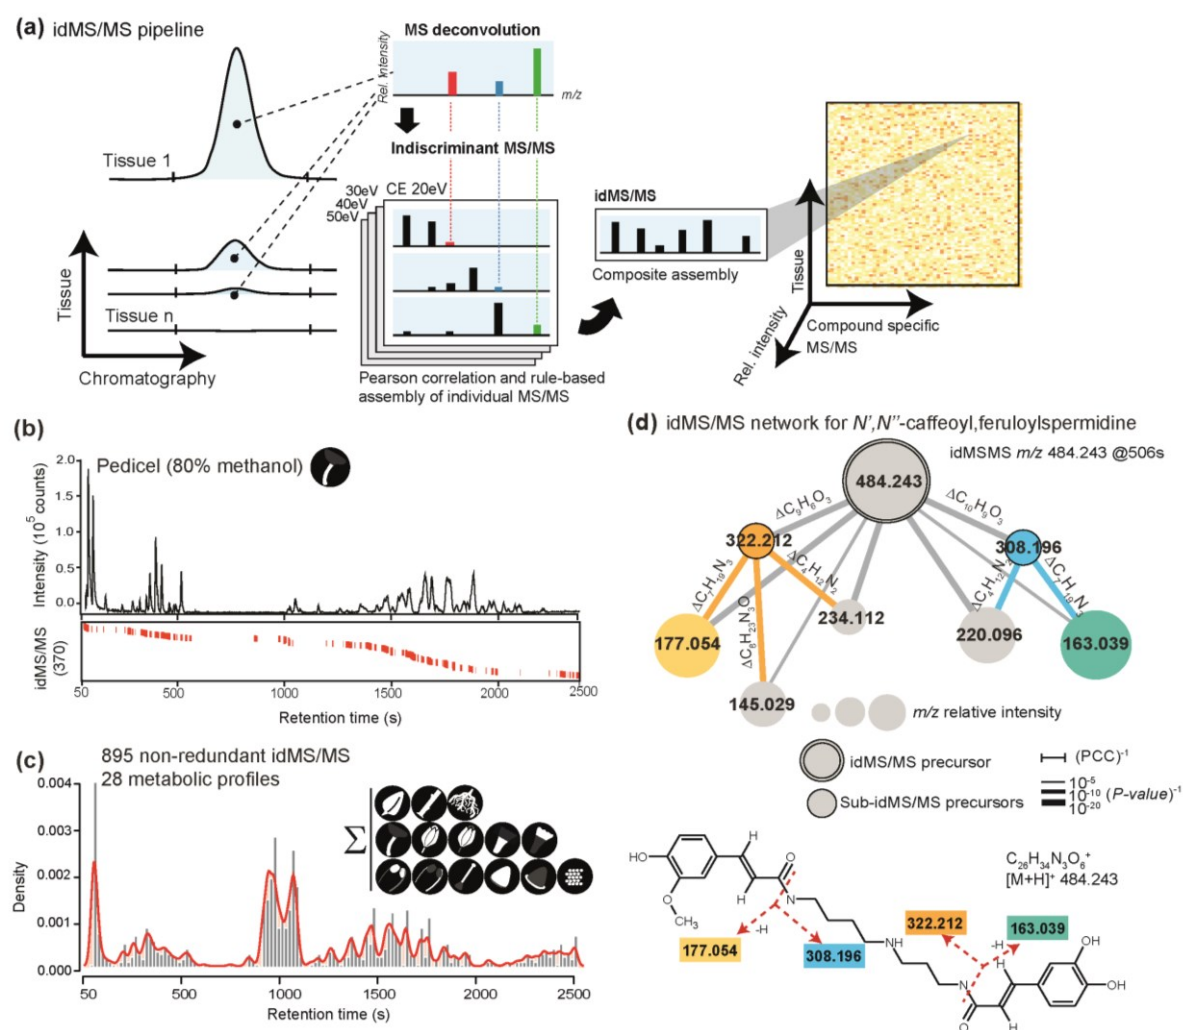 (a) idMS/MS pipeline
MS deconvolution
Rel. Intensity
m/z
Tissue 1
Indiscriminant MS/MS
30eV
40eV
50eV
CE 20eV
Tissue n
Tissue
Chromatography
Pearson correlation and rule-based
assembly of individual MS/MS
idMS/MS
Composite assembly
Tissue
Rel. intensity
Compound specific
MS/MS
(b)
Pedicel (80% methanol)
Intensity (10⁵ counts)
2.0
1.5
1.0
0.5
0.0
idMS/MS
(370)
50 500 1000 1500 2000 2500
Retention time (s)
(c)
895 non-redundant idMS/MS
28 metabolic profiles
Σ
Density
0.004
0.003
0.002
0.001
0.000
50 500 1000 1500 2000 2500
Retention time (s)
(d) idMS/MS network for N',N''-caffeoyl,feruloylspermidine
idMSMS m/z 484.243 @506s
484.243
ΔC₉H₆O₃
ΔC₁₀H₉O₃
322.212
308.196
ΔC₇H₁₉N₃
ΔC₄H₁₂N₂
ΔC₆H₂₃N₃O
ΔC₄H₁₂N₂
ΔC₇H₁₉N₃
177.054
234.112
220.096
163.039
145.029
m/z relative intensity
idMS/MS precursor
Sub-idMS/MS precursors
(PCC)⁻¹
10⁻⁵
10⁻¹⁰
10⁻²⁰
(P-value)⁻¹
C₂₆H₃₄N₃O₆⁺
[M+H]⁺ 484.243
HO
H
H
O
O
CH₃
N
-H
177.054
308.196
NH
322.212
163.039
-H
H
N
O
H
OH
OH